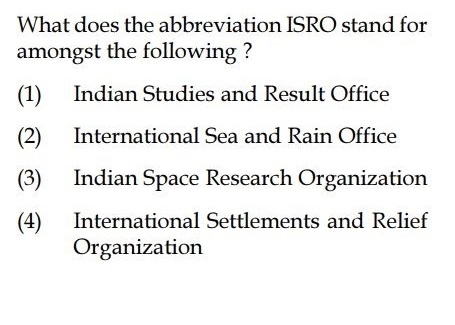 What does the abbreviation ISRO stand for
amongst the following ?
(1) Indian Studies and Result Office
(2) International Sea and Rain Office
(3) Indian Space Research Organization
(4) International Settlements and Relief
Organization